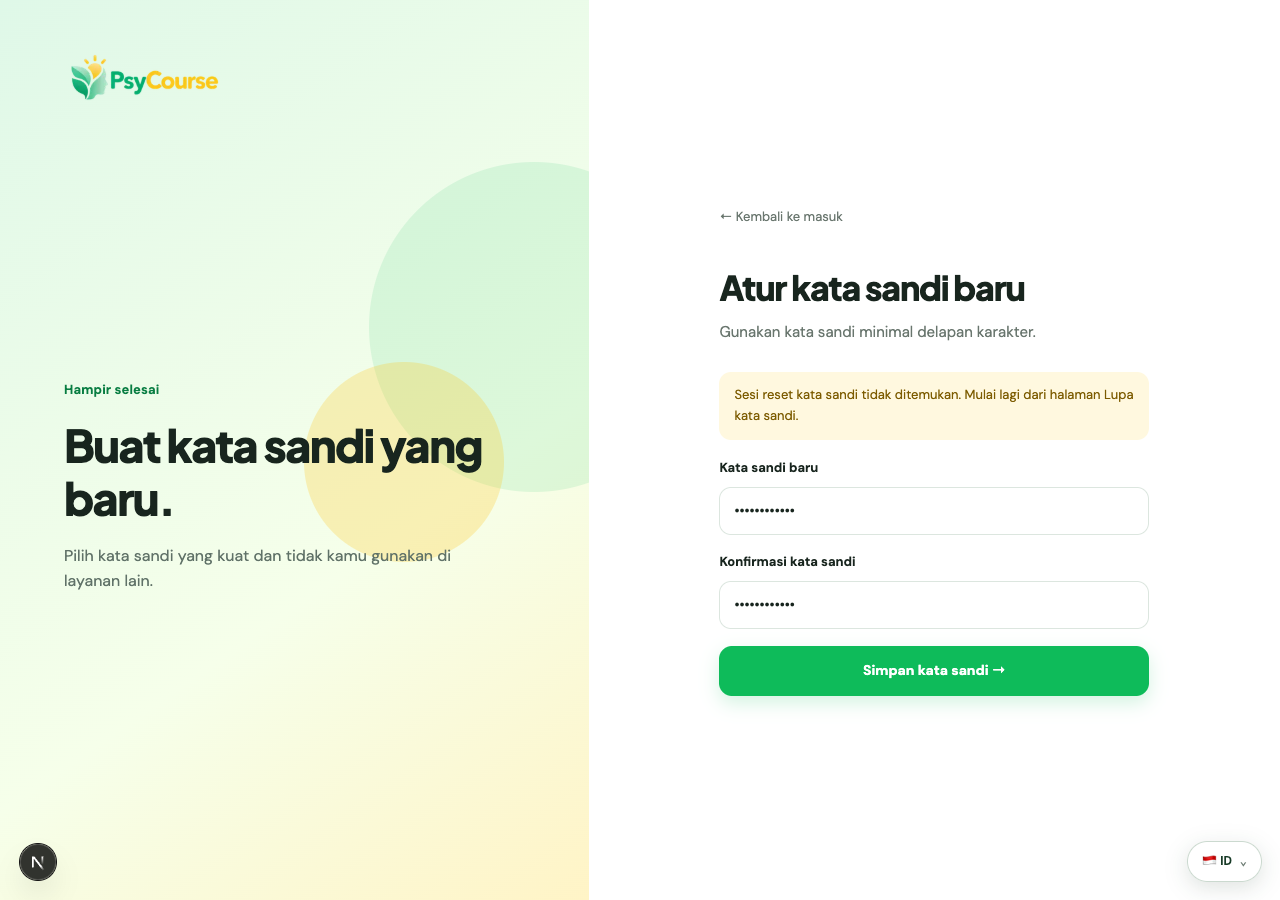 PsyCourse
Hampir selesai
Buat kata sandi yang
baru.
Pilih kata sandi yang kuat dan tidak kamu gunakan di
layanan lain.
← Kembali ke masuk
Atur kata sandi baru
Gunakan kata sandi minimal delapan karakter.
Sesi reset kata sandi tidak ditemukan. Mulai lagi dari halaman Lupa
kata sandi.
Kata sandi baru
••••••••••••
Konfirmasi kata sandi
••••••••••••
Simpan kata sandi →
N
ID